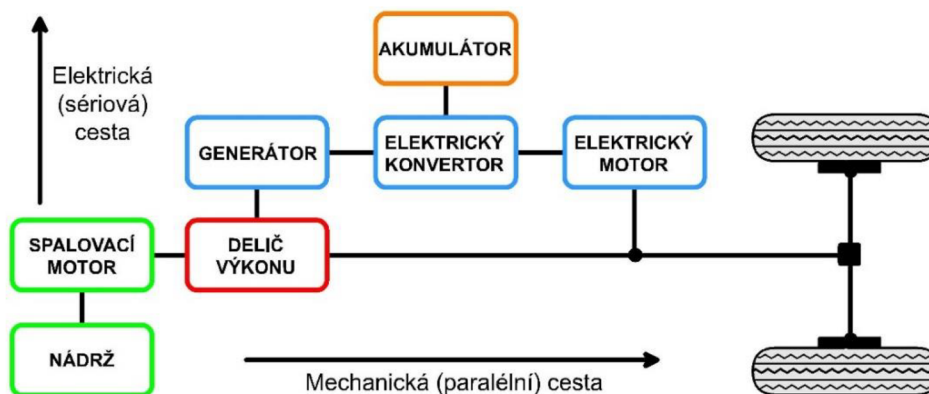 AKUMULÁTOR
Elektrická
(sériová)
cesta
GENERÁTOR
ELEKTRICKÝ
KONVERTOR
ELEKTRICKÝ
MOTOR
SPALOVACÍ
MOTOR
DELIČ
VÝKONU
NÁDRŽ
Mechanická (paralélní) cesta